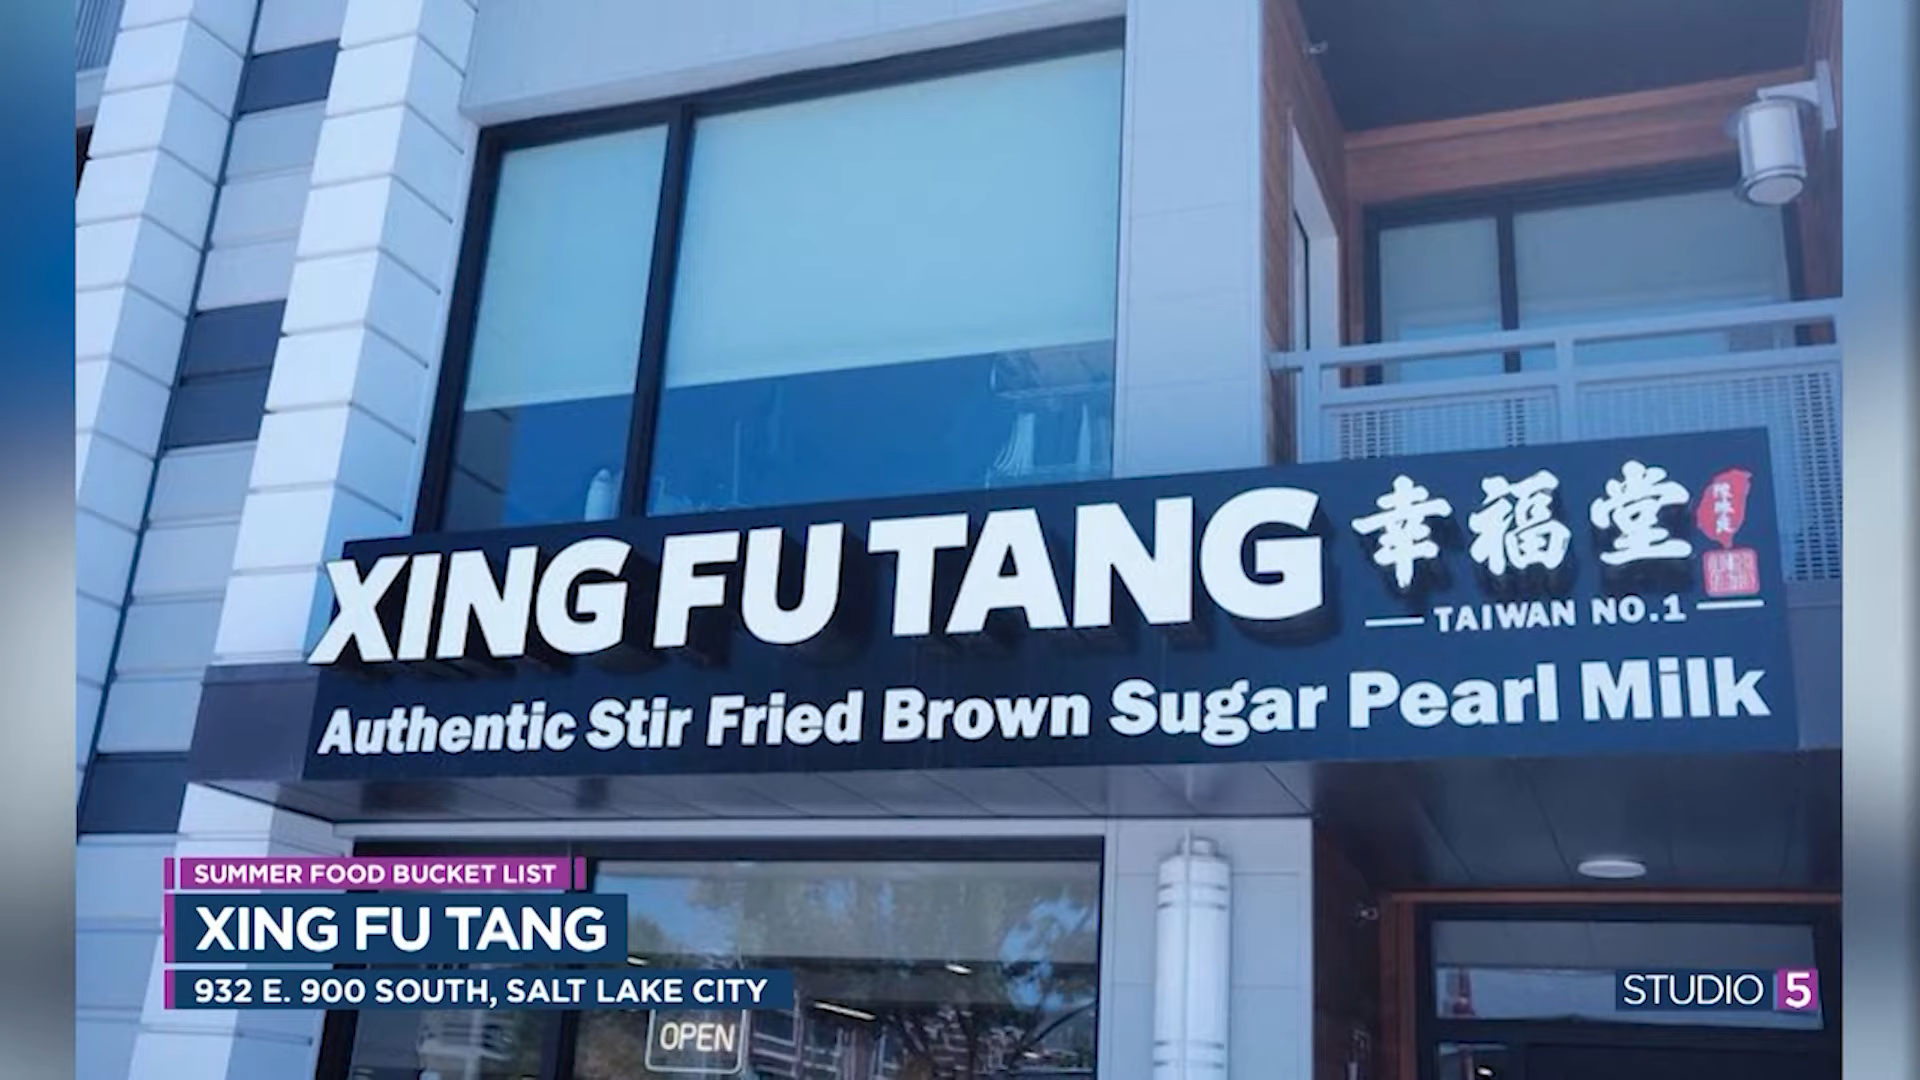 XING FU TANG 幸福堂
TAIWAN NO.1
Authentic Stir Fried Brown Sugar Pearl Milk
SUMMER FOOD BUCKET LIST
XING FU TANG
932 E. 900 SOUTH, SALT LAKE CITY
OPEN
STUDIO 5